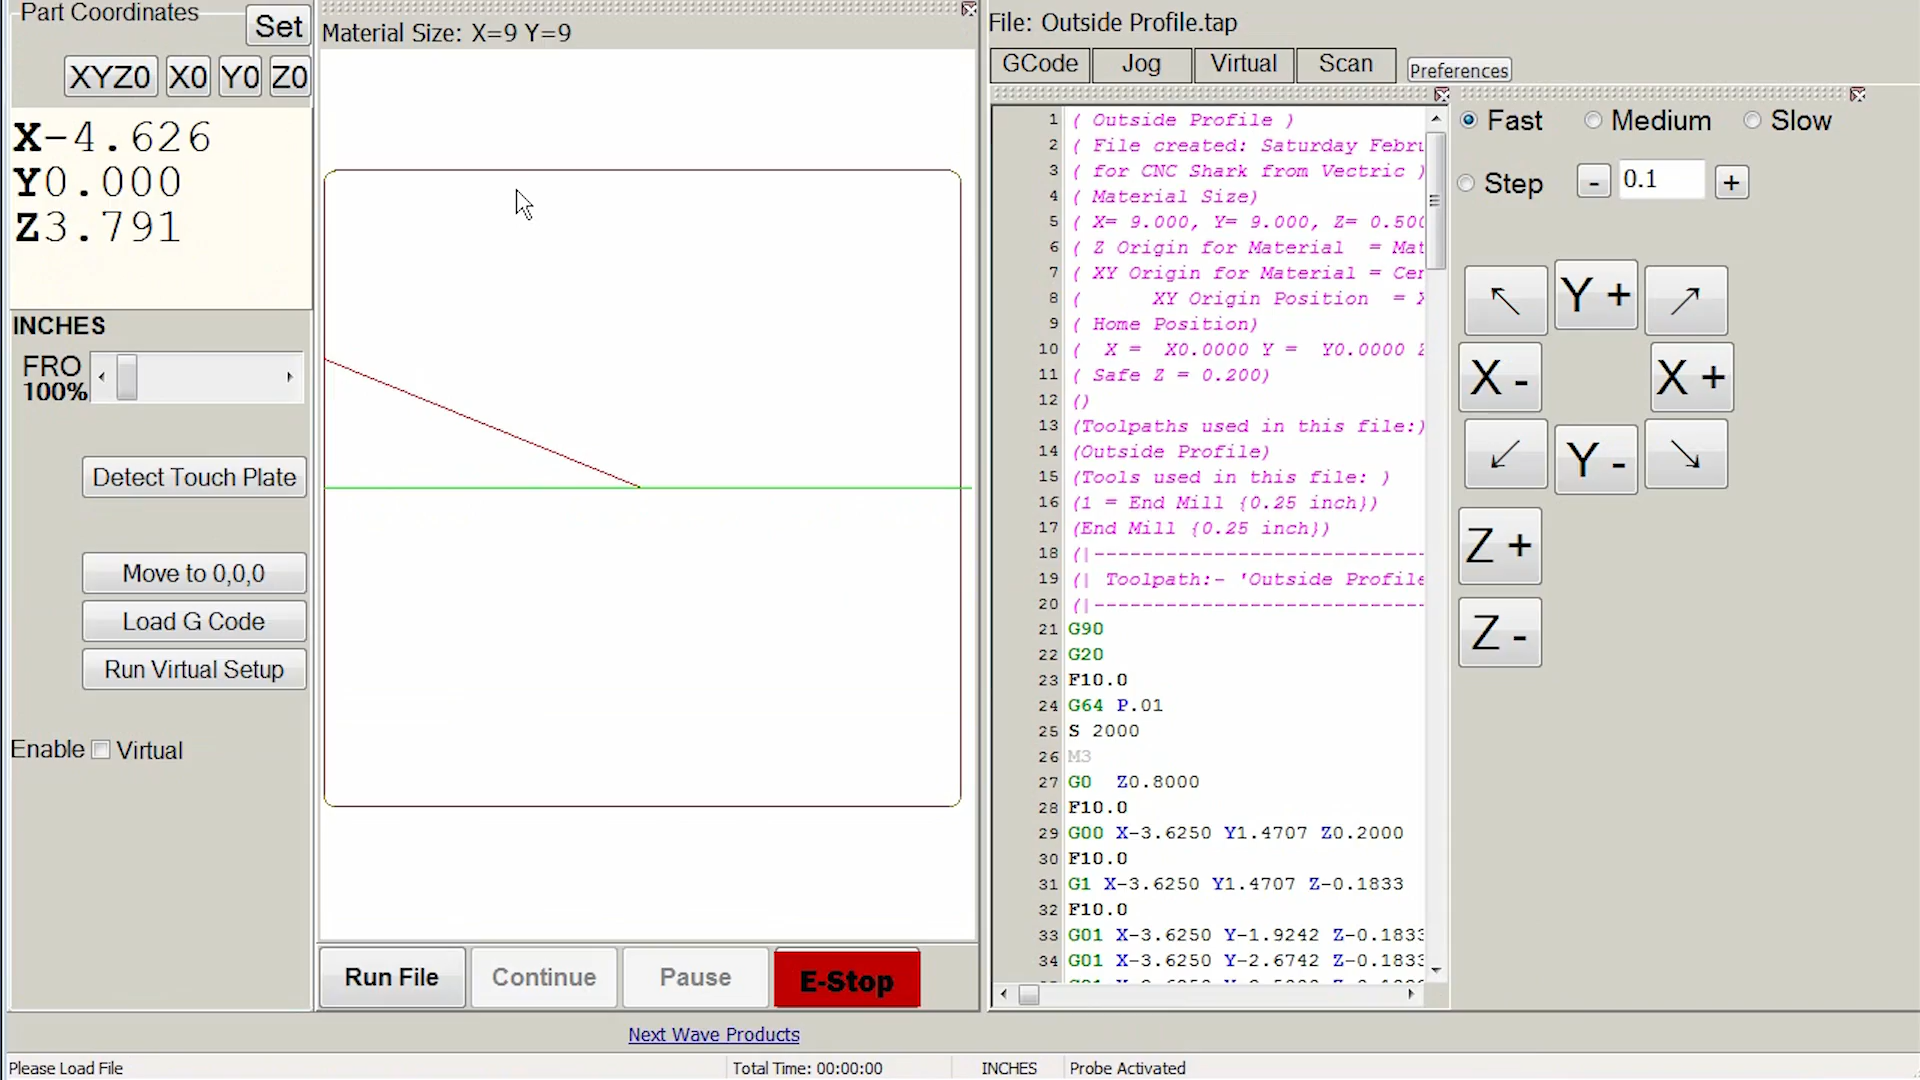 Part Coordinates
Set
XYZ0 X0 Y0 Z0
X-4.626
Y0.000
Z3.791
INCHES
FRO
100%
Detect Touch Plate
Move to 0,0,0
Load G Code
Run Virtual Setup
Enable Virtual
Material Size: X=9 Y=9
Run File Continue Pause E-Stop
File: Outside Profile.tap
GCode Jog Virtual Scan Preferences
1 ( Outside Profile )
2 ( File created: Saturday Febru
3 ( for CNC Shark from Vectric )
4 ( Material Size)
5 ( X= 9.000, Y= 9.000, Z= 0.500
6 ( Z Origin for Material  = Mat
7 ( XY Origin for Material = Cen
8 (      XY Origin Position  = X
9 ( Home Position)
10 (  X =  X0.0000 Y =  Y0.0000 Z
11 ( Safe Z = 0.200)
12 ()
13 (Toolpaths used in this file:)
14 (Outside Profile)
15 (Tools used in this file: )
16 (1 = End Mill {0.25 inch})
17 (End Mill {0.25 inch})
18 (|----------------------------
19 (| Toolpath:- 'Outside Profile
20 (|----------------------------
21 G90
22 G20
23 F10.0
24 G64 P.01
25 S 2000
26 M3
27 G0  Z0.8000
28 F10.0
29 G00 X-3.6250 Y1.4707 Z0.2000
30 F10.0
31 G1 X-3.6250 Y1.4707 Z-0.1833
32 F10.0
33 G01 X-3.6250 Y-1.9242 Z-0.1833
34 G01 X-3.6250 Y-2.6742 Z-0.1833
Fast Medium Slow
Step - 0.1 +
Y +
X - X +
Y -
Z +
Z -
Next Wave Products
Please Load File Total Time: 00:00:00 INCHES Probe Activated